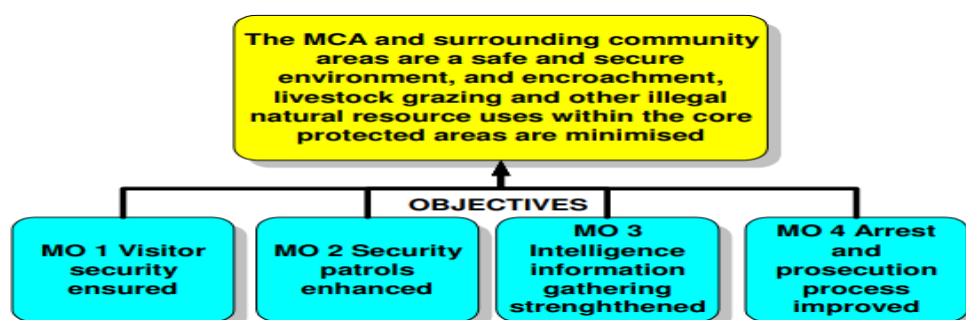 The MCA and surrounding community
areas are a safe and secure
environment, and encroachment,
livestock grazing and other illegal
natural resource uses within the core
protected areas are minimised
OBJECTIVES
MO 1 Visitor
security
ensured
MO 2 Security
patrols
enhanced
MO 3
Intelligence
information
gathering
strenghthened
MO 4 Arrest
and
prosecution
process
improved